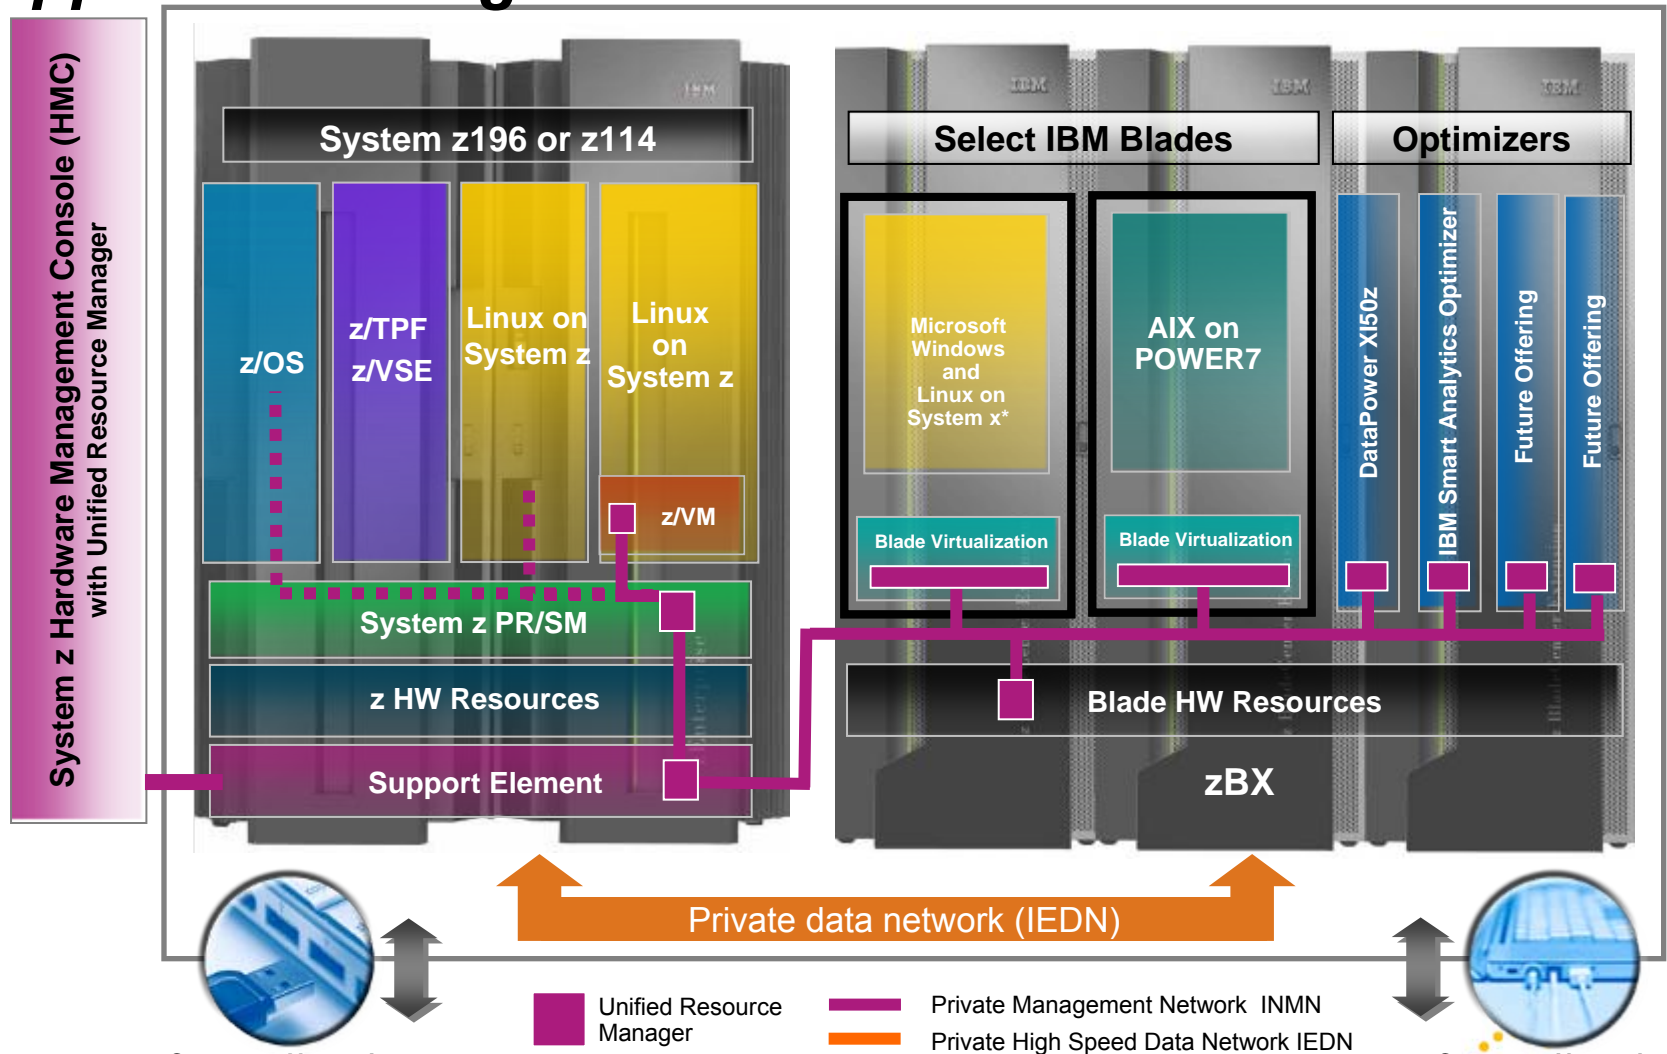 System z Hardware Management Console (HMC)
with Unified Resource Manager
IBM
IBM
IBM
IBM
System z196 or z114
Select IBM Blades
Optimizers
z/OS
z/TPF
z/VSE
Linux on
System z
Linux
on
System z
z/VM
Microsoft
Windows
and
Linux on
System x*
AIX on
POWER7
DataPower XI50z
IBM Smart Analytics Optimizer
Future Offering
Future Offering
Blade Virtualization
Blade Virtualization
System z PR/SM
z HW Resources
Support Element
Blade HW Resources
zBX
Private data network (IEDN)
Unified Resource
Manager
Private Management Network INMN
Private High Speed Data Network IEDN